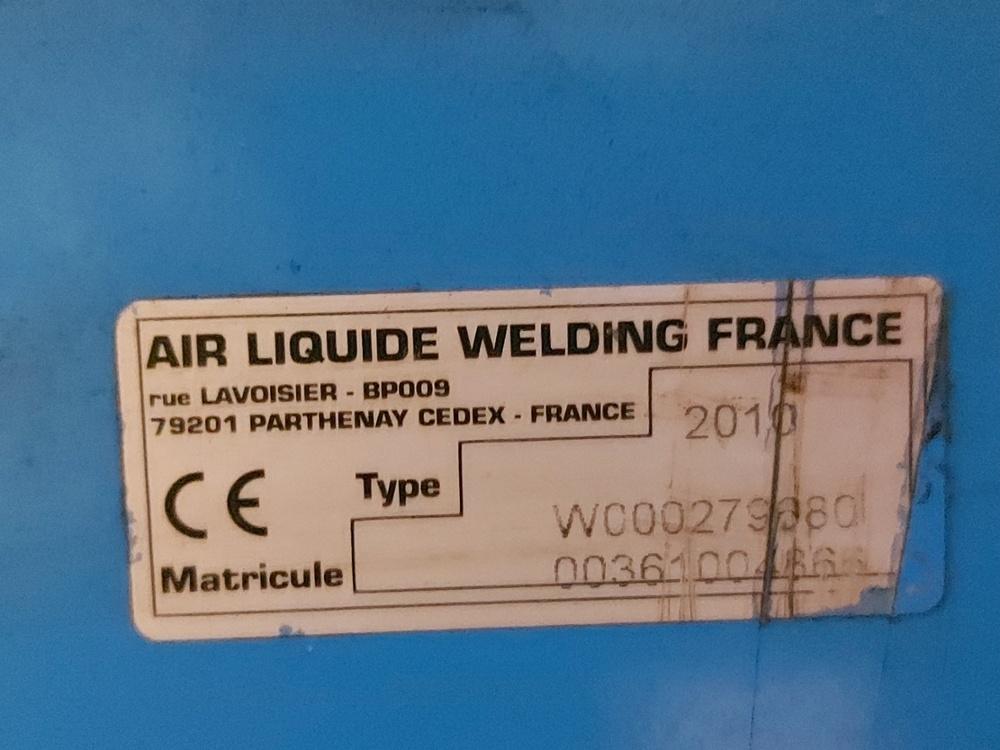 AIR LIQUIDE WELDING FRANCE
rue LAVOISIER - BP009
79201 PARTHENAY CEDEX - FRANCE
2010
CE Type
Matricule